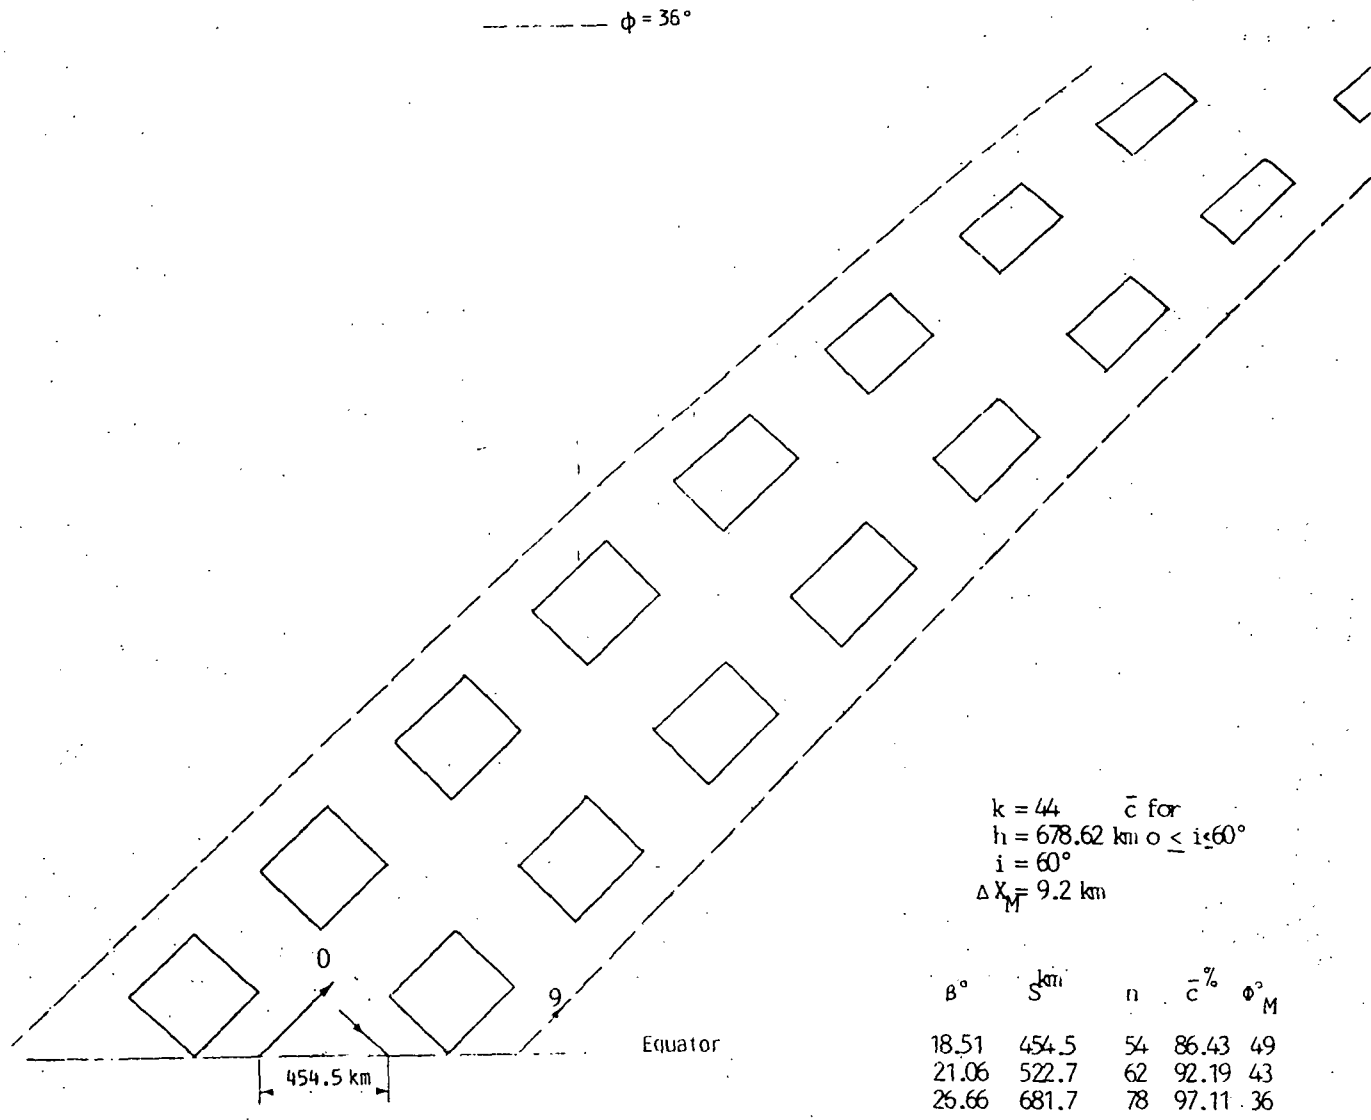 ϕ = 36°
k = 44 c̄ for
h = 678.62 km o ≤ i≤60°
i = 60°
Δ X_M = 9.2 km
0
9
Equator
454.5 km
β° S^km n c̄^% Φ°_M
18.51 454.5 54 86.43 49
21.06 522.7 62 92.19 43
26.66 681.7 78 97.11 36